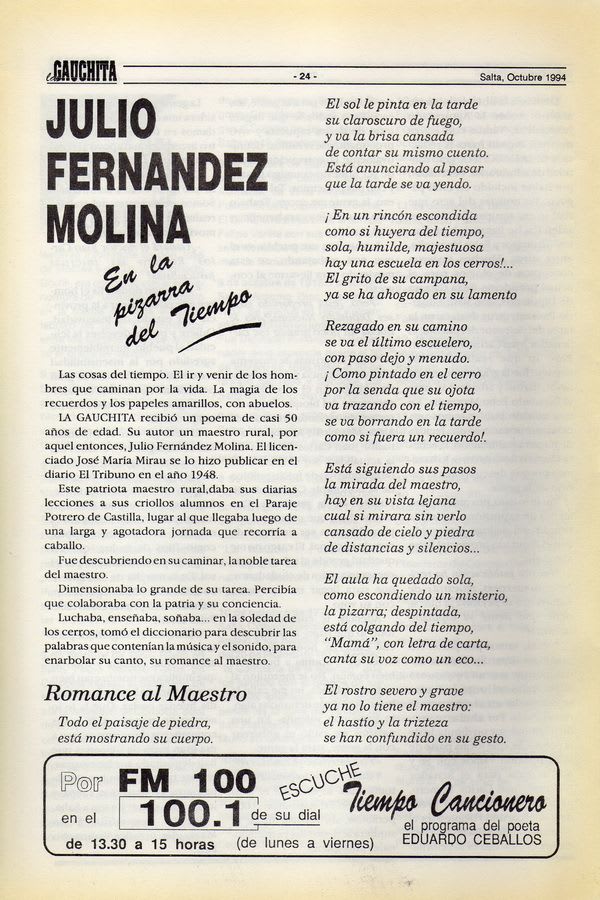 La GAUCHITA
- 24 -
Salta, Octubre 1994
JULIO
FERNANDEZ
MOLINA
En la
pizarra
del Tiempo
Las cosas del tiempo. El ir y venir de los hom-
bres que caminan por la vida. La magia de los
recuerdos y los papeles amarillos, con abuelos.
LA GAUCHITA recibió un poema de casi 50
años de edad. Su autor un maestro rural, por
aquel entonces, Julio Fernández Molina. El licen-
ciado José María Mirau se lo hizo publicar en el
diario El Tribuno en el año 1948.
Este patriota maestro rural,daba sus diarias
lecciones a sus criollos alumnos en el Paraje
Potrero de Castilla, lugar al que llegaba luego de
una larga y agotadora jornada que recorría a
caballo.
Fue descubriendo en su caminar, la noble tarea
del maestro.
Dimensionaba lo grande de su tarea. Percibía
que colaboraba con la patria y su conciencia.
Luchaba, enseñaba, soñaba... en la soledad de
los cerros, tomó el diccionario para descubrir las
palabras que contenían la música y el sonido, para
enarbolar su canto, su romance al maestro.
Romance al Maestro
Todo el paisaje de piedra,
está mostrando su cuerpo.
El sol le pinta en la tarde
su claroscuro de fuego,
y va la brisa cansada
de contar su mismo cuento.
Está anunciando al pasar
que la tarde se va yendo.
¡ En un rincón escondida
como si huyera del tiempo,
sola, humilde, majestuosa
hay una escuela en los cerros!...
El grito de su campana,
ya se ha ahogado en su lamento
Rezagado en su camino
se va el último escuelero,
con paso dejo y menudo.
¡ Como pintado en el cerro
por la senda que su ojota
va trazando con el tiempo,
se va borrando en la tarde
como si fuera un recuerdo!.
Está siguiendo sus pasos
la mirada del maestro,
hay en su vista lejana
cual si mirara sin verlo
cansado de cielo y piedra
de distancias y silencios...
El aula ha quedado sola,
como escondiendo un misterio,
la pizarra; despintada,
está colgando del tiempo,
“Mamá”, con letra de carta,
canta su voz como un eco...
El rostro severo y grave
ya no lo tiene el maestro:
el hastío y la trizteza
se han confundido en su gesto.
Por FM 100
en el 100.1 de su dial
de 13.30 a 15 horas (de lunes a viernes)
ESCUCHE
Tiempo Cancionero
el programa del poeta
EDUARDO CEBALLOS